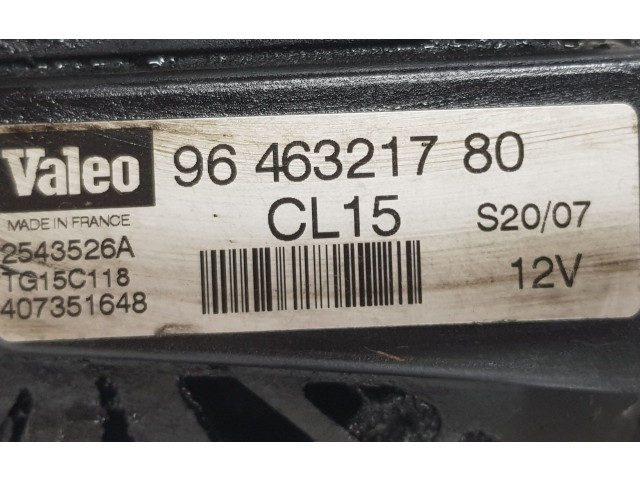 Valeo 96 463217 80
MADE IN FRANCE CL15 S20/07
2543526A
TG15C118 12V
407351648